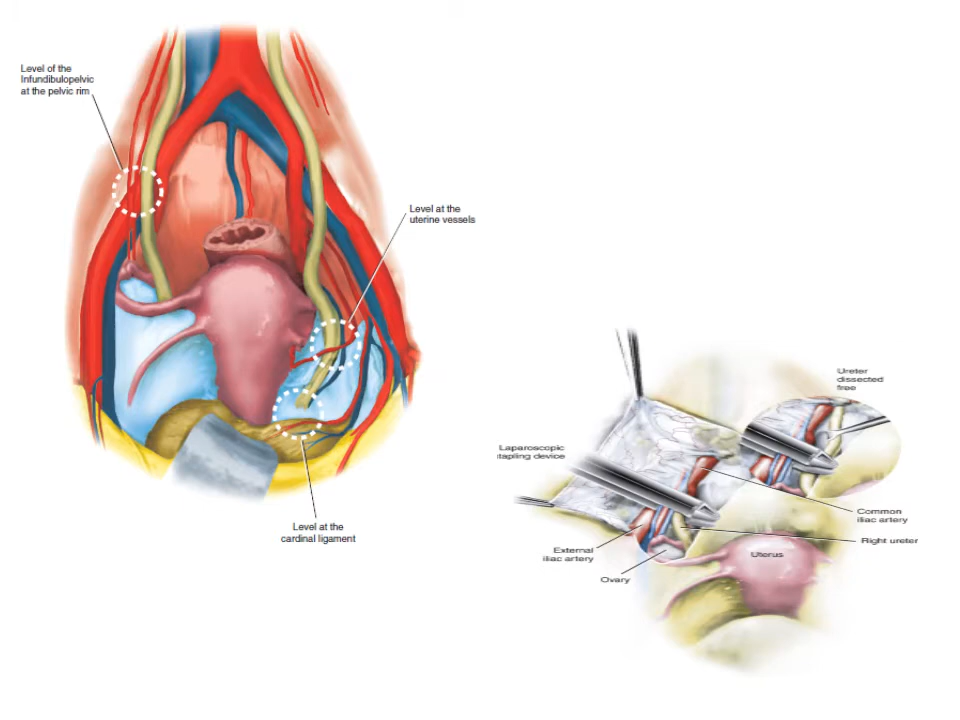 Level of the
Infundibulopelvic
at the pelvic rim
Level at the
uterine vessels
Level at the
cardinal ligament
Ureter
dissected
free
Laparoscopic
tapling device
Common
iliac artery
Right ureter
External
iliac artery
Uterus
Ovary